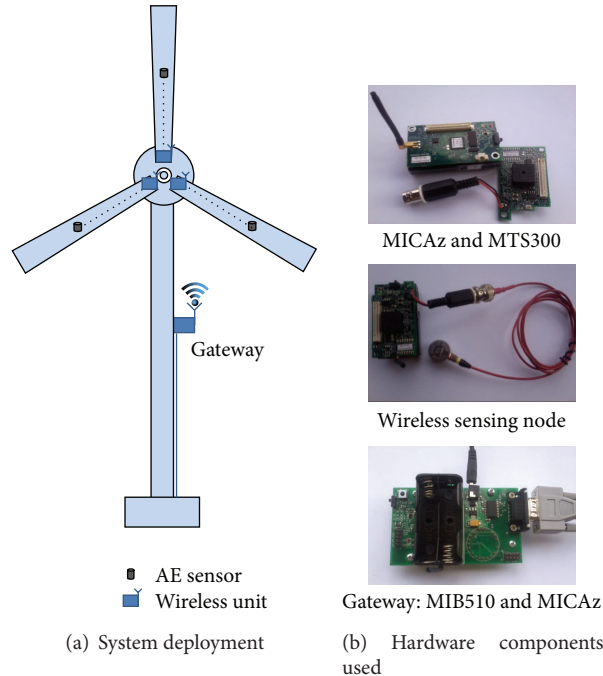 Gateway
AE sensor
Wireless unit
(a) System deployment
MICAz and MTS300
Wireless sensing node
Gateway: MIB510 and MICAz
(b) Hardware components
used